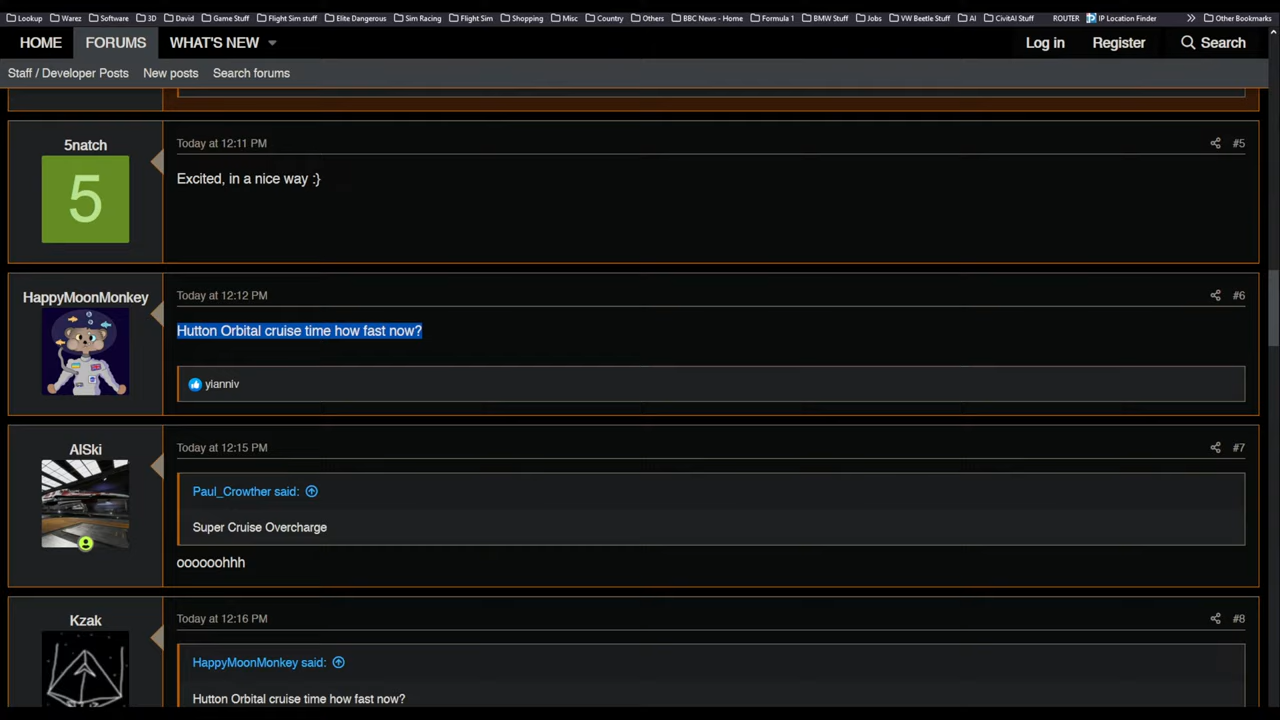 Lookup Warez Software 3D David Game Stuff Flight Sim stuff Elite Dangerous Sim Racing Flight Sim Shopping Misc Country Others BBC News - Home Formula 1 BMW Stuff Jobs VW Beetle Stuff AI CivitAI Stuff ROUTER IP Location Finder Other Bookmarks
HOME FORUMS WHAT'S NEW Log in Register Search
Staff / Developer Posts New posts Search forums
5natch
Today at 12:11 PM #5
5
Excited, in a nice way :}
HappyMoonMonkey
Today at 12:12 PM #6
Hutton Orbital cruise time how fast now?
yianniv
AlSki
Today at 12:15 PM #7
Paul_Crowther said:
Super Cruise Overcharge
oooooohhh
Kzak
Today at 12:16 PM #8
HappyMoonMonkey said:
Hutton Orbital cruise time how fast now?